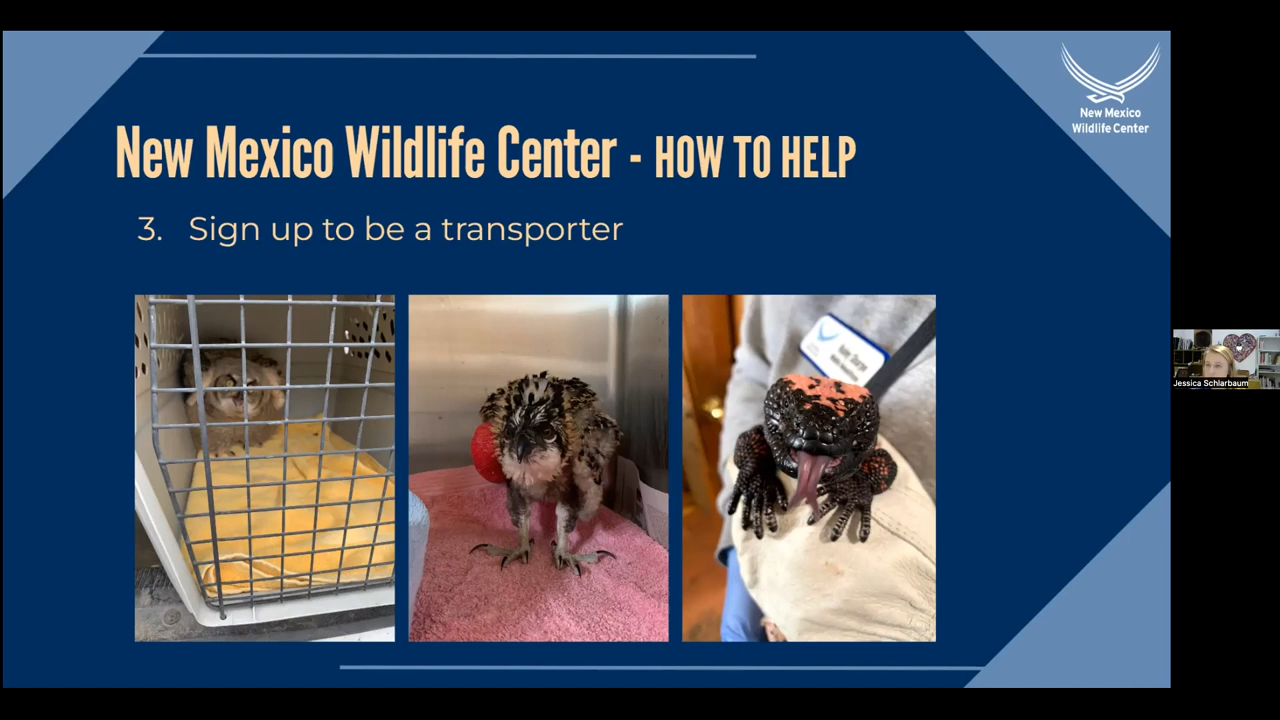 New Mexico
Wildlife Center
New Mexico Wildlife Center - HOW TO HELP
3. Sign up to be a transporter
Jessica Schlarbaum